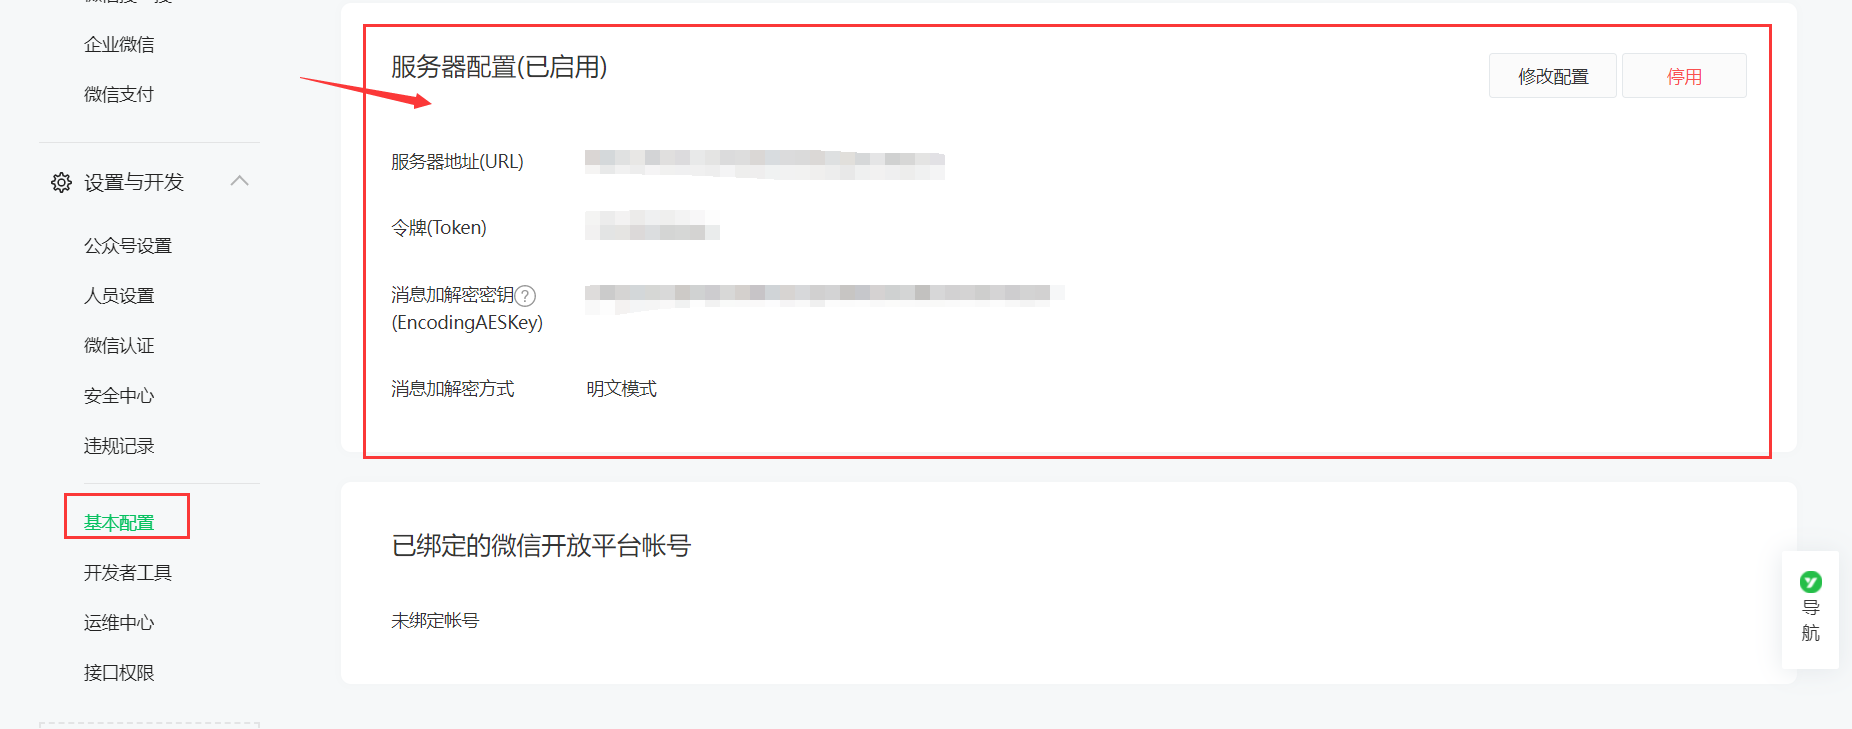 企业微信
微信支付
设置与开发
公众号设置
人员设置
微信认证
安全中心
违规记录
基本配置
开发者工具
运维中心
接口权限
服务器配置(已启用)
修改配置
停用
服务器地址(URL)
令牌(Token)
消息加解密密钥?
(EncodingAESKey)
消息加解密方式 明文模式
已绑定的微信开放平台帐号
未绑定帐号
导
航